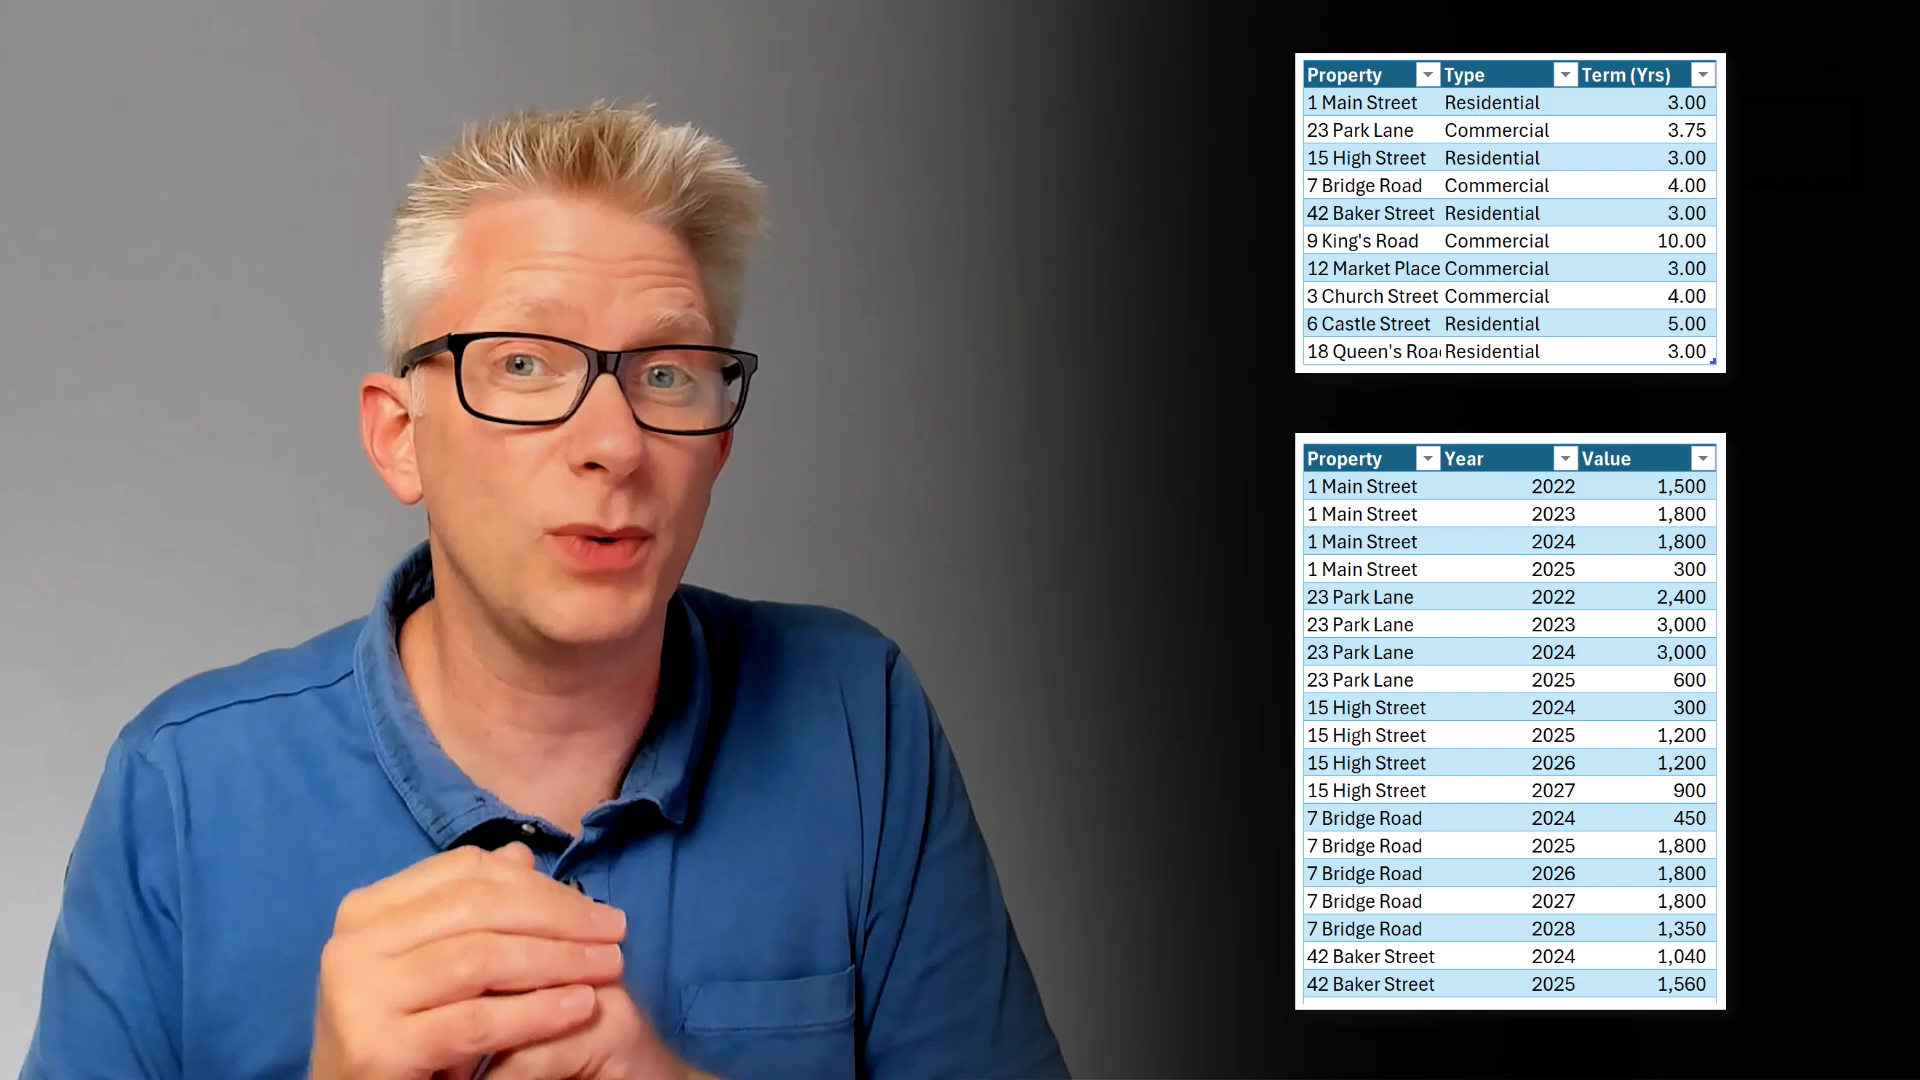 Property Type Term (Yrs)
1 Main Street Residential 3.00
23 Park Lane Commercial 3.75
15 High Street Residential 3.00
7 Bridge Road Commercial 4.00
42 Baker Street Residential 3.00
9 King's Road Commercial 10.00
12 Market Place Commercial 3.00
3 Church Street Commercial 4.00
6 Castle Street Residential 5.00
18 Queen's Roa Residential 3.00
Property Year Value
1 Main Street 2022 1,500
1 Main Street 2023 1,800
1 Main Street 2024 1,800
1 Main Street 2025 300
23 Park Lane 2022 2,400
23 Park Lane 2023 3,000
23 Park Lane 2024 3,000
23 Park Lane 2025 600
15 High Street 2024 300
15 High Street 2025 1,200
15 High Street 2026 1,200
15 High Street 2027 900
7 Bridge Road 2024 450
7 Bridge Road 2025 1,800
7 Bridge Road 2026 1,800
7 Bridge Road 2027 1,800
7 Bridge Road 2028 1,350
42 Baker Street 2024 1,040
42 Baker Street 2025 1,560